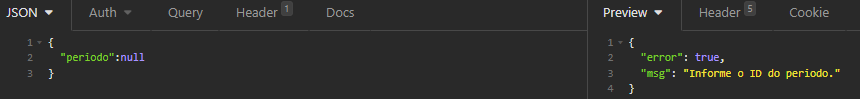 JSON Auth Query Header 1 Docs
1 {
2 "periodo":null
3 }
Preview Header 5 Cookie
1 {
2 "error": true,
3 "msg": "Informe o ID do periodo."
4 }